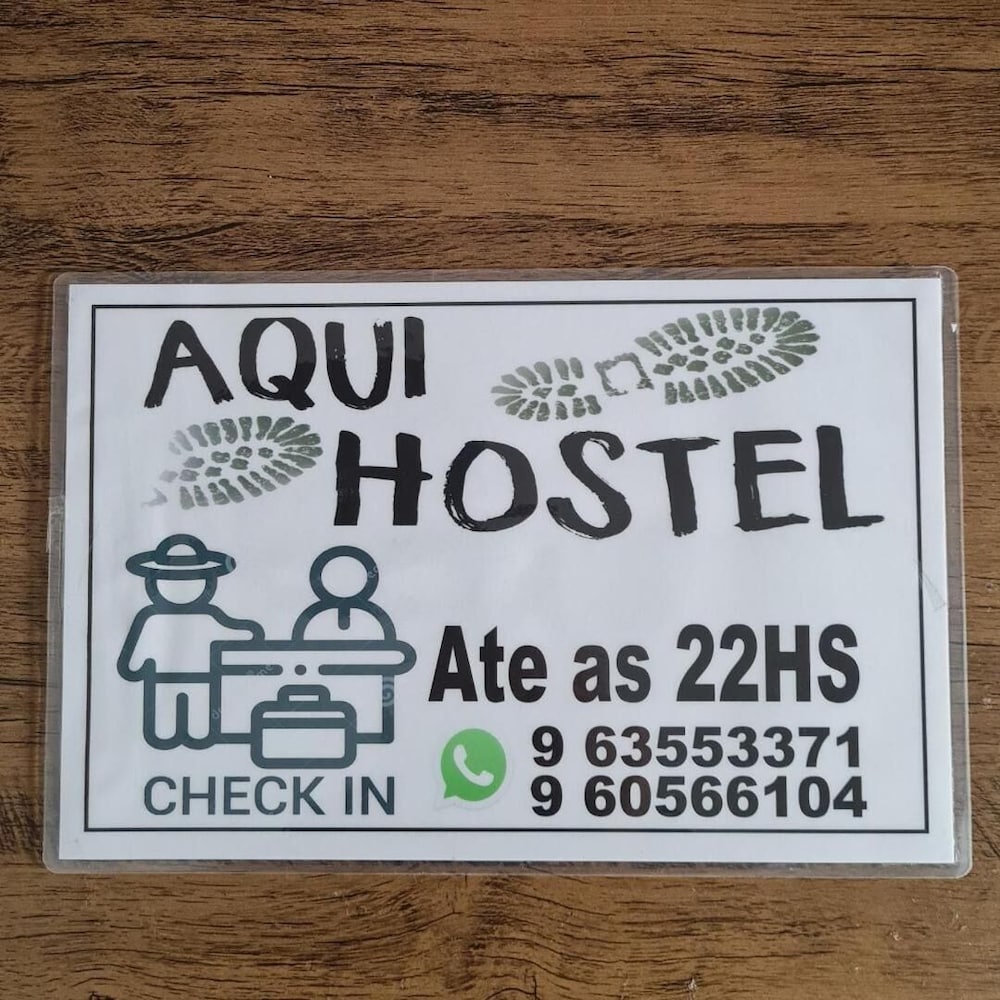 AQUI
HOSTEL
Ate as 22HS
9 63553371
9 60566104
CHECK IN